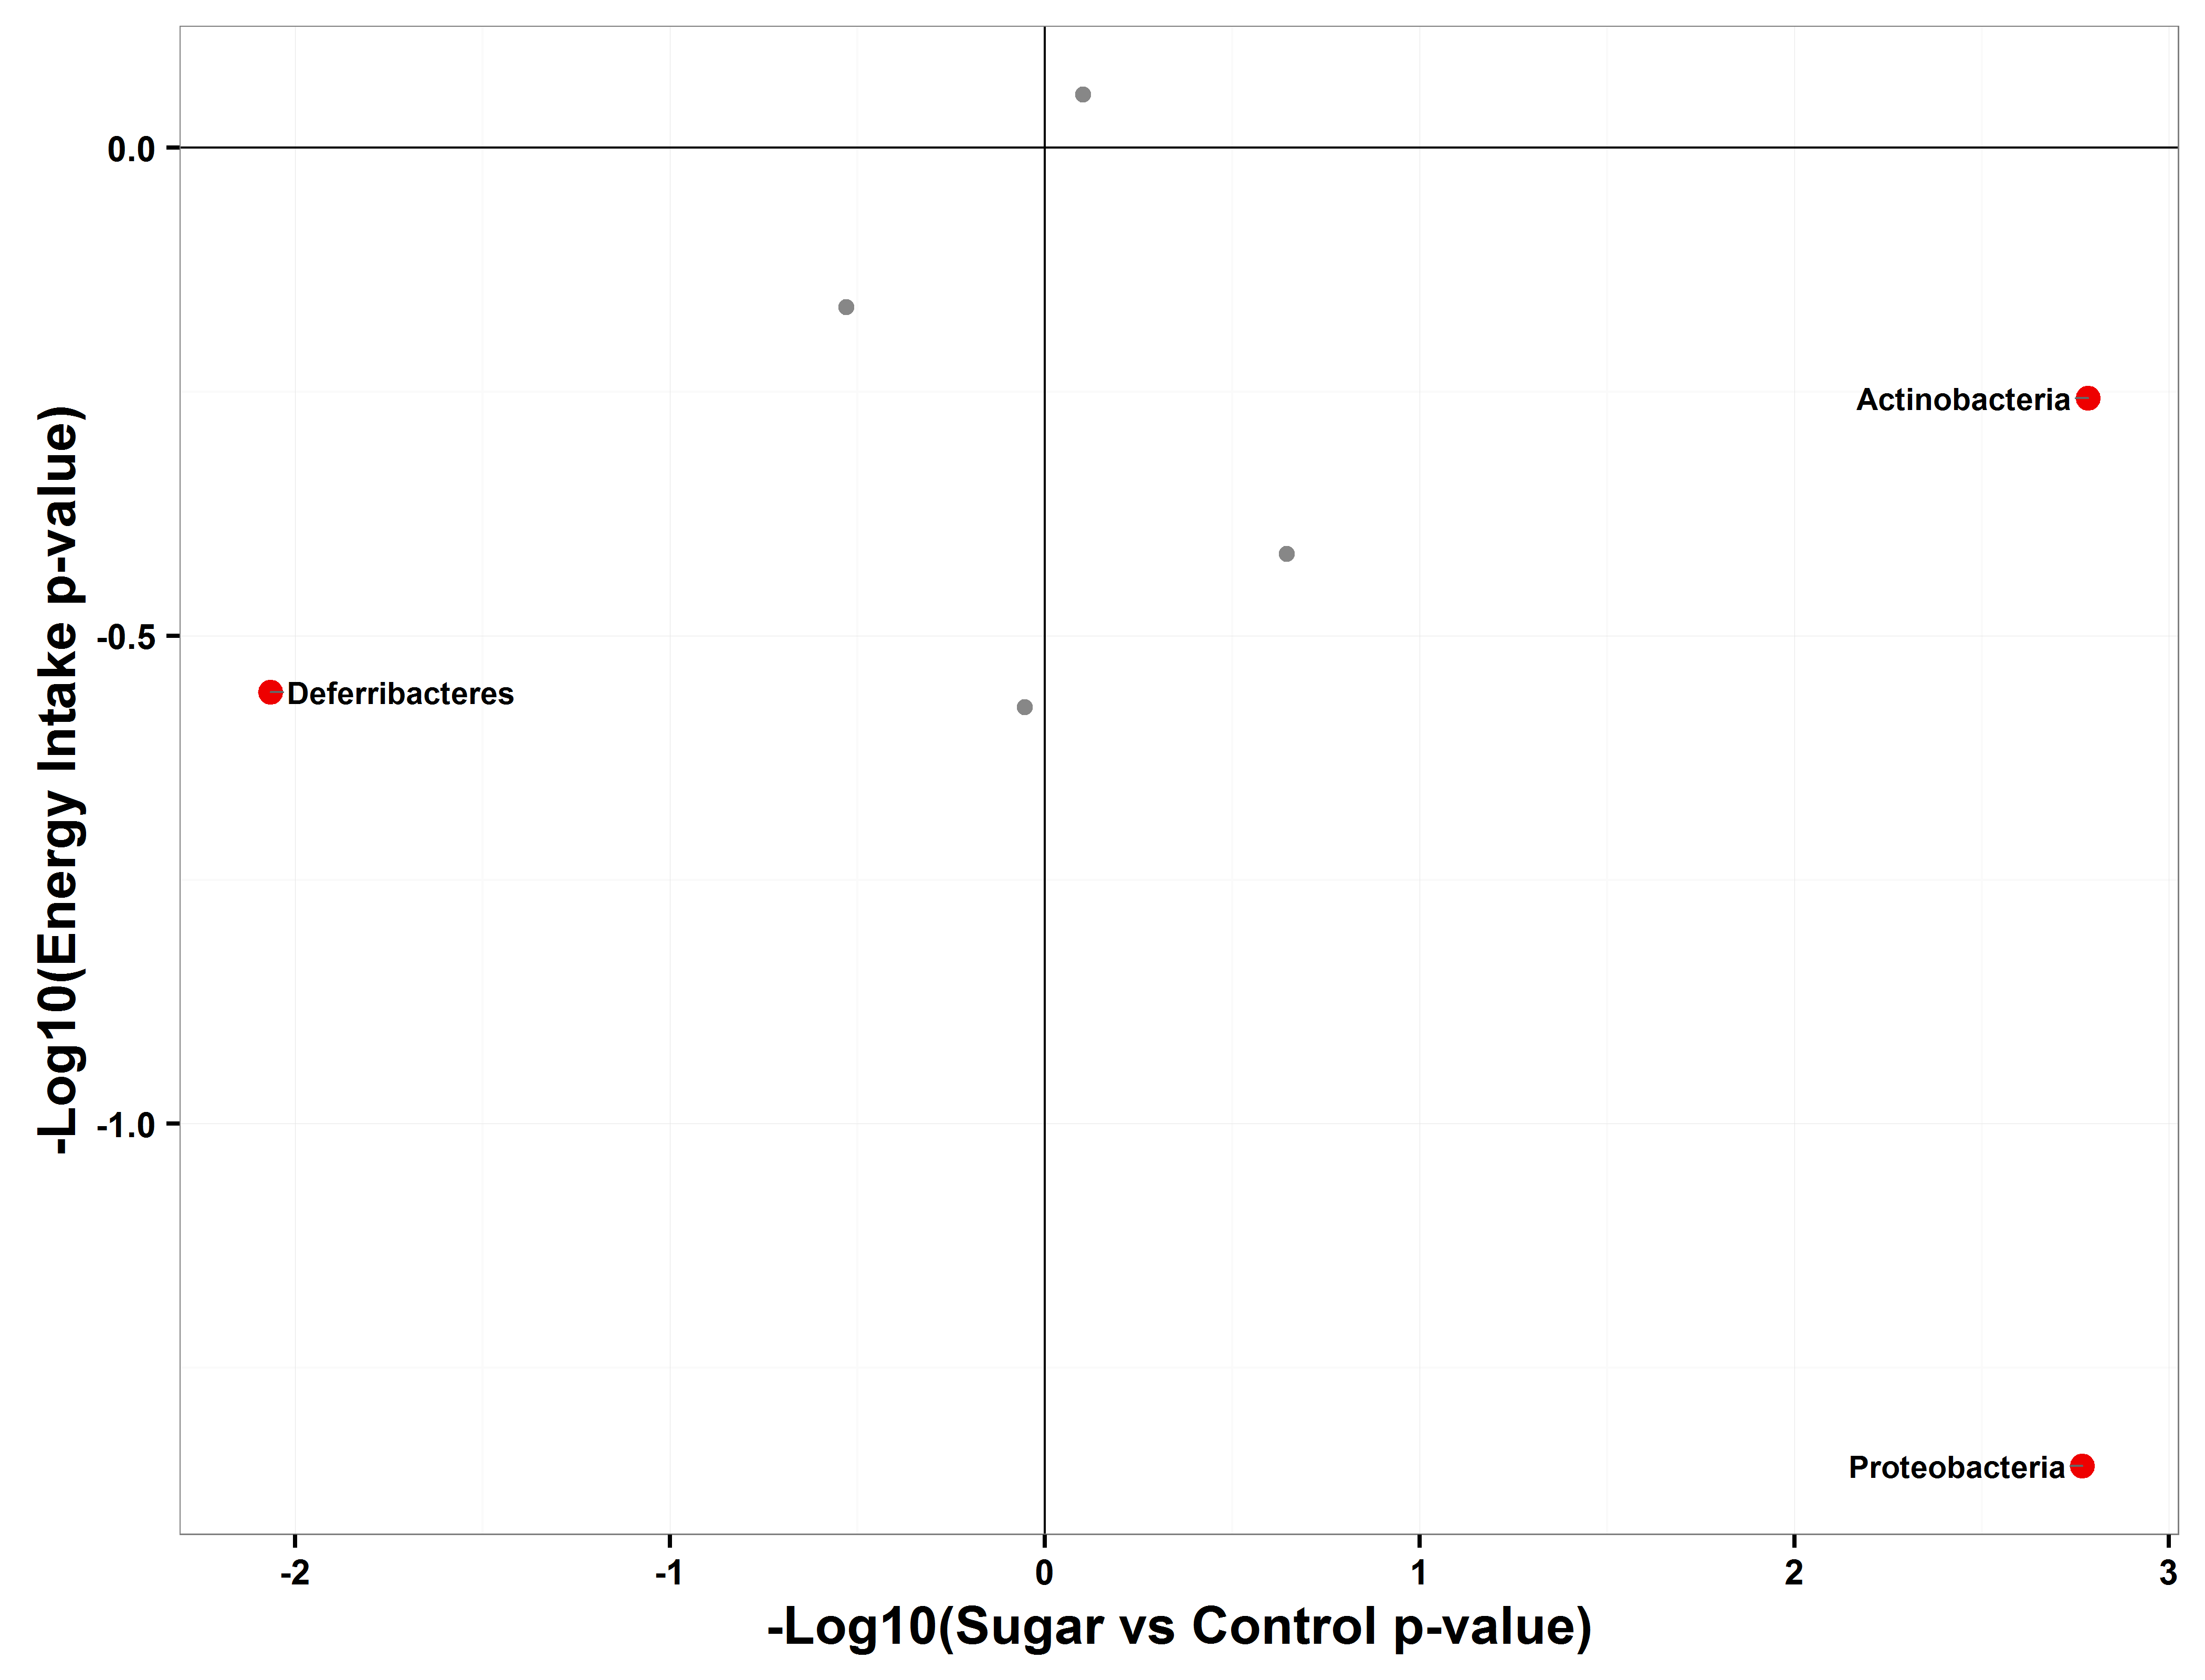 -Log10(Energy Intake p-value)
0.0
-0.5
-1.0
Actinobacteria
Deferribacteres
Proteobacteria
-2 -1 0 1 2 3
-Log10(Sugar vs Control p-value)